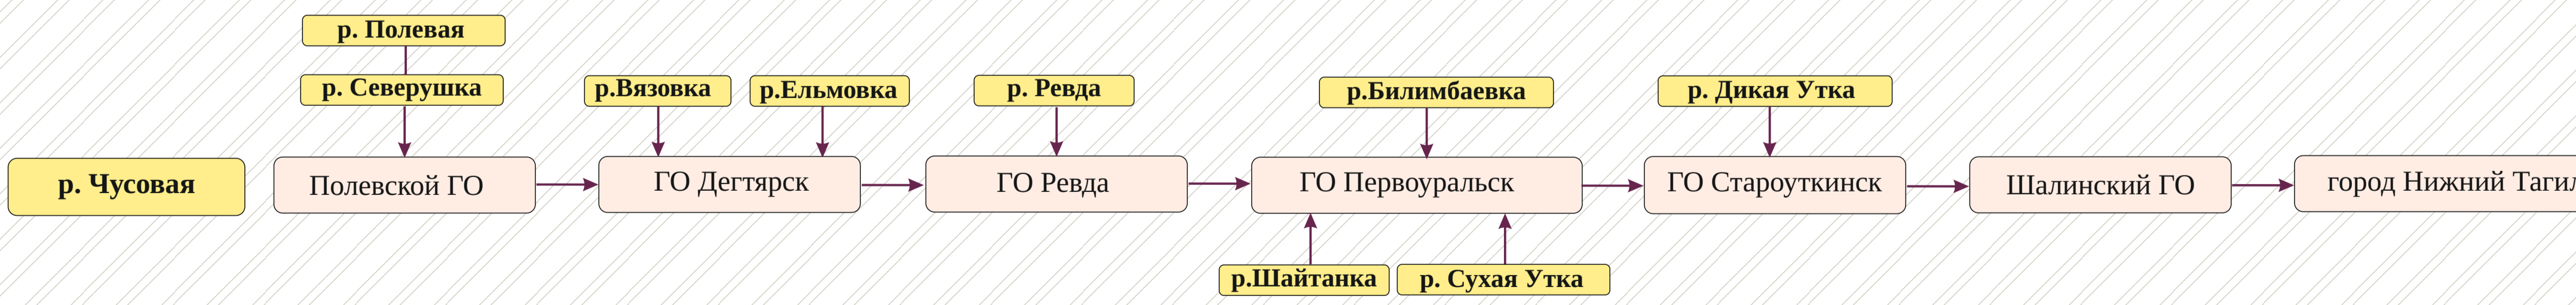 р. Полевая
р. Северушка
р.Вязовка
р.Ельмовка
р. Ревда
р.Билимбаевка
р. Дикая Утка
р. Чусовая
Полевской ГО
ГО Дегтярск
ГО Ревда
ГО Первоуральск
ГО Староуткинск
Шалинский ГО
город Нижний Тагил
р.Шайтанка
р. Сухая Утка